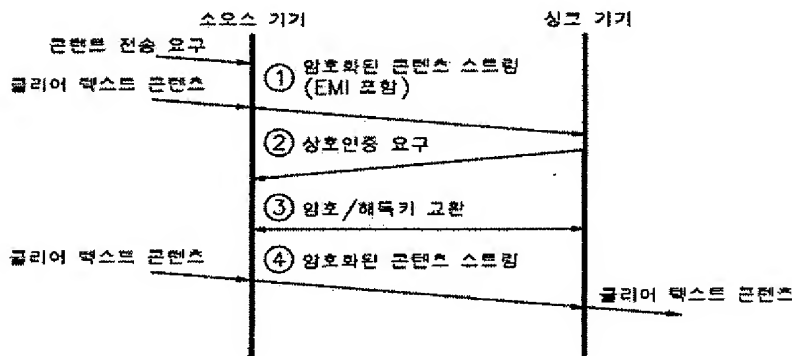 소오스 기기
싱크 기기
콘텐트 전송 요구
클리어 텍스트 콘텐츠
① 암호화된 콘텐츠 스트림
(EMI 포함)
② 상호인증 요구
③ 암호/해독키 교환
클리어 텍스트 콘텐츠
④ 암호화된 콘텐츠 스트림
클리어 텍스트 콘텐츠